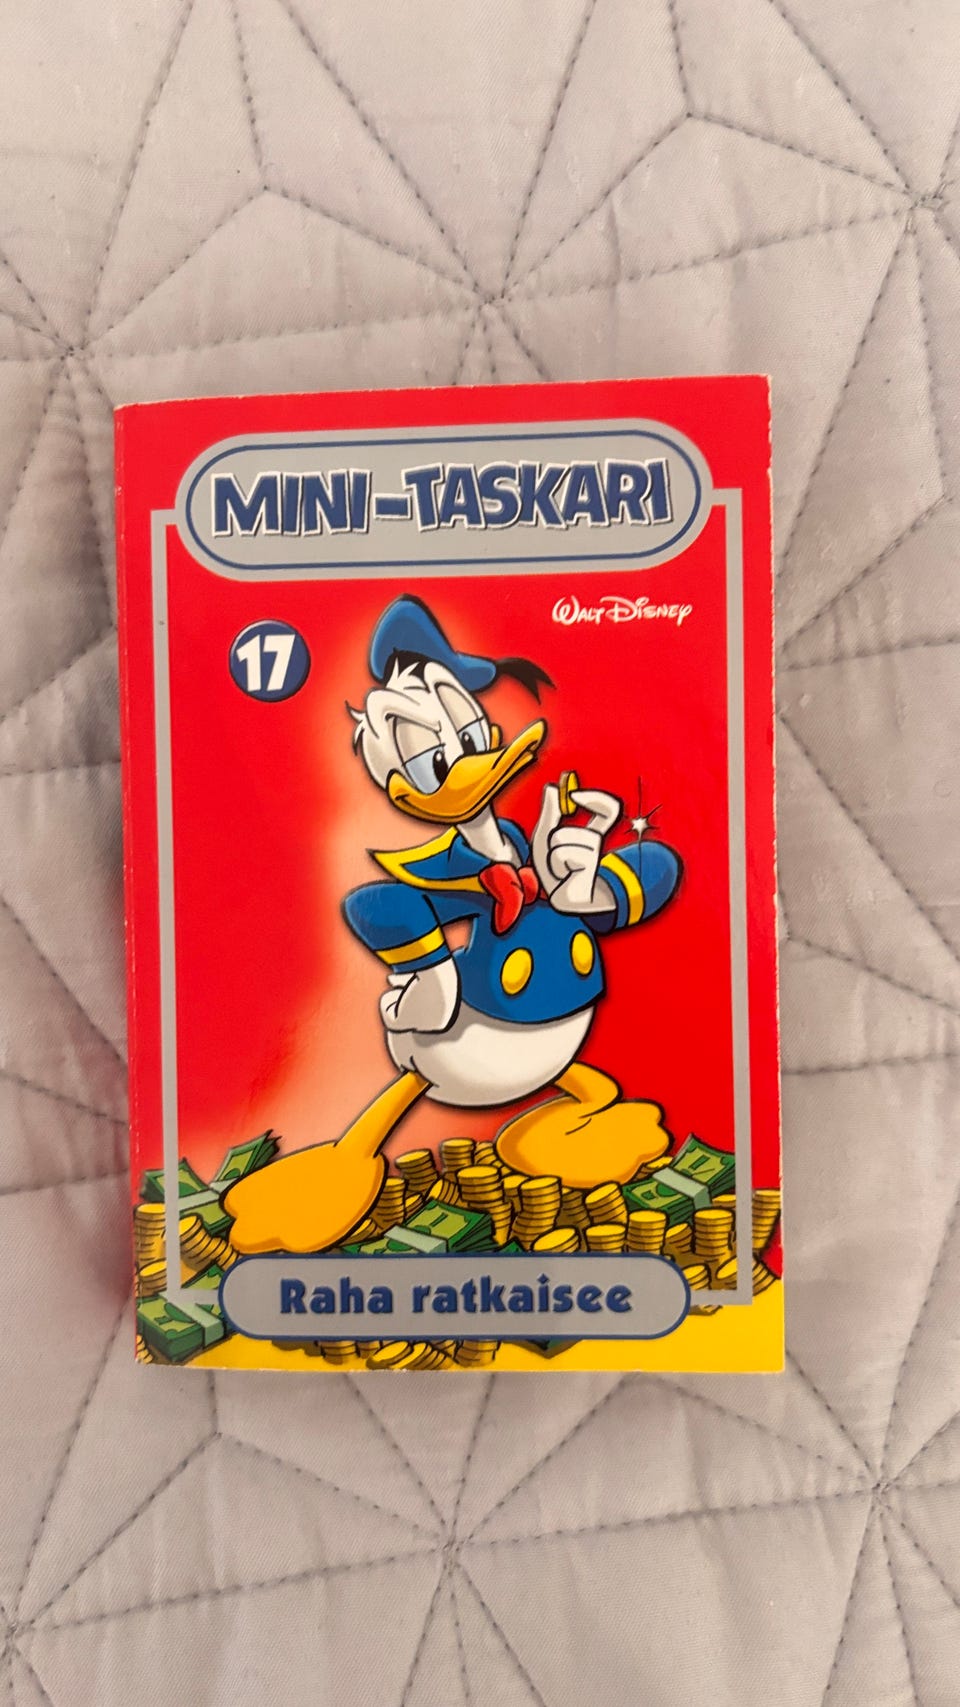 MINI-TASKARI
WALT DISNEY
17
Raha ratkaisee